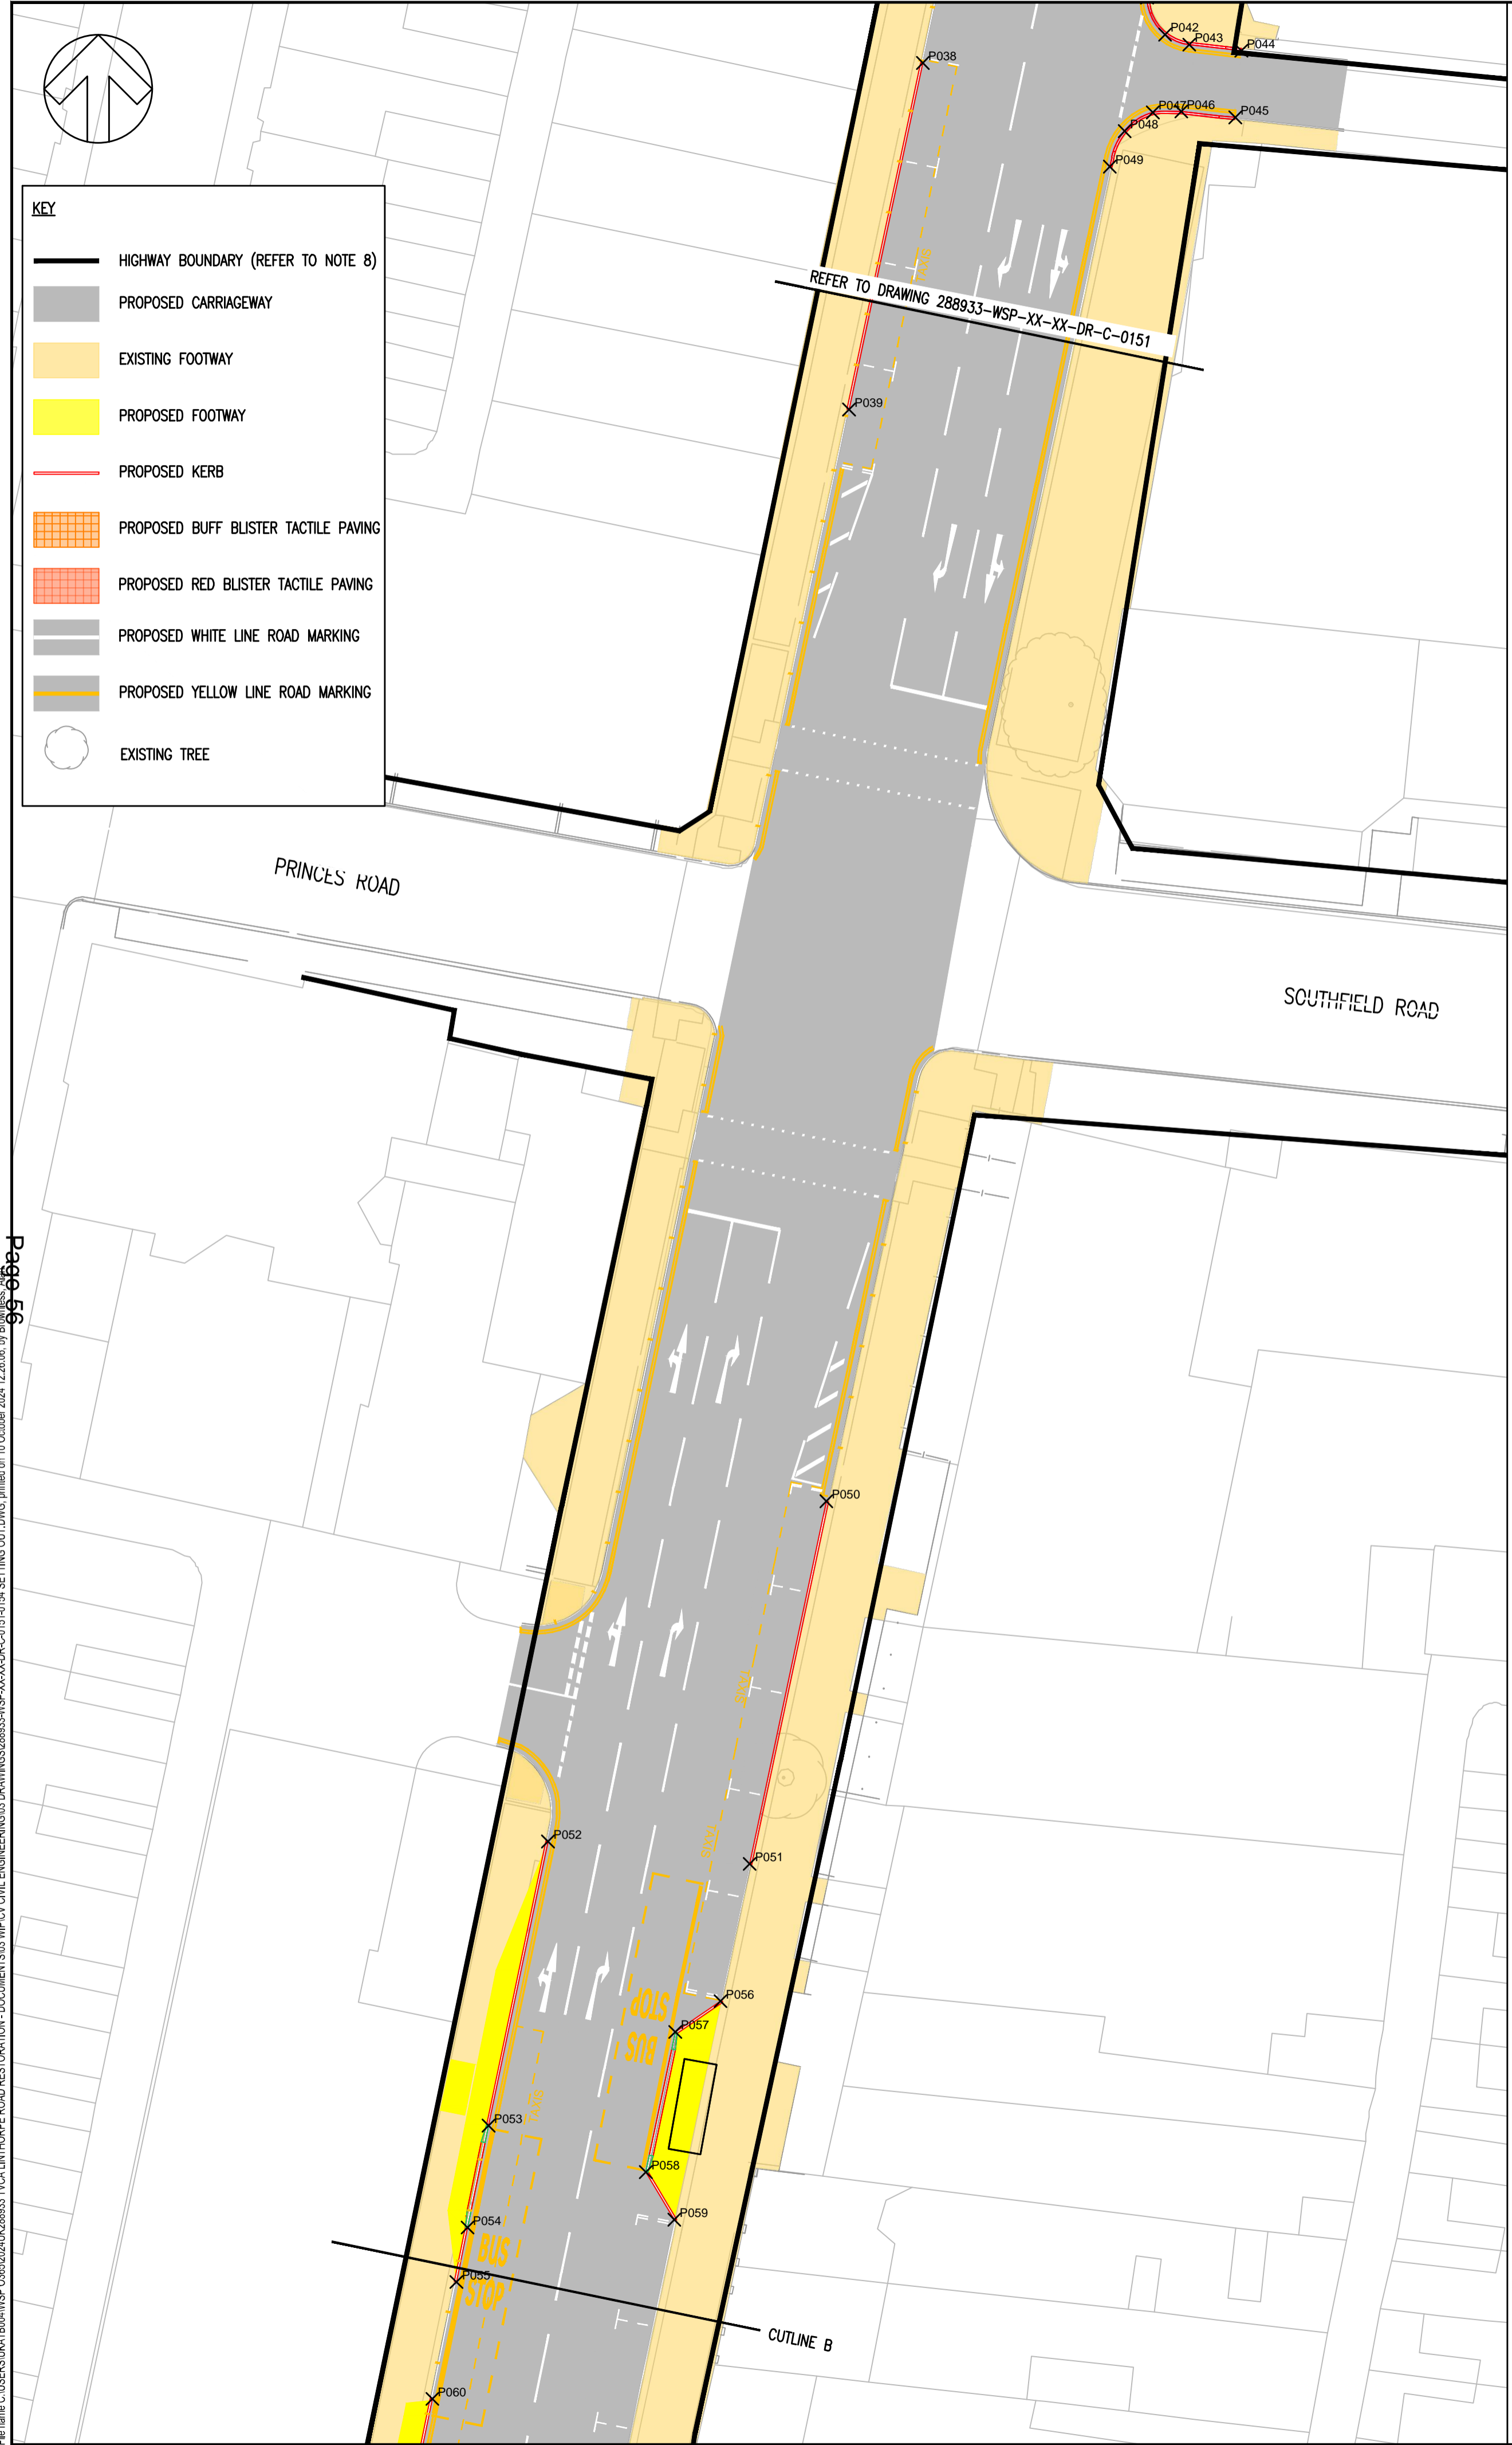 P042
P043
P044
P038
P047
P046
P045
P048
P049
KEY
HIGHWAY BOUNDARY (REFER TO NOTE 8)
PROPOSED CARRIAGEWAY
EXISTING FOOTWAY
PROPOSED FOOTWAY
PROPOSED KERB
PROPOSED BUFF BLISTER TACTILE PAVING
PROPOSED RED BLISTER TACTILE PAVING
PROPOSED WHITE LINE ROAD MARKING
PROPOSED YELLOW LINE ROAD MARKING
EXISTING TREE
REFER TO DRAWING 288933-WSP-XX-XX-DR-C-0151
P039
PRINCES ROAD
SOUTHFIELD ROAD
Page 56
P050
P052
P051
P056
BUS
STOP
P057
P053
P058
P059
P054
BUS
STOP
P055
CUTLINE B
P060